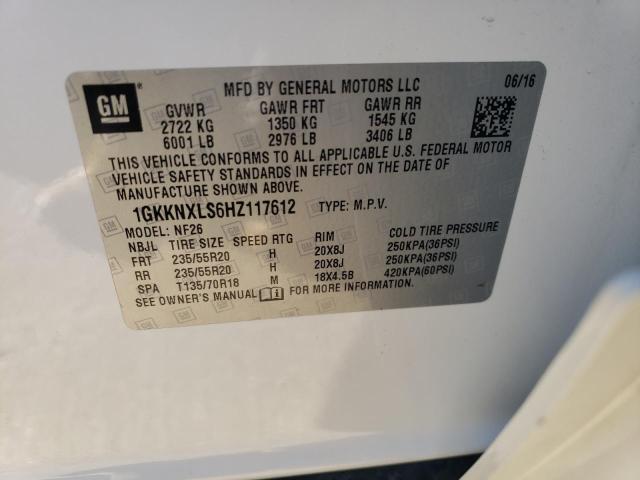 GM
MFD BY GENERAL MOTORS LLC 06/16
GVWR GAWR FRT GAWR RR
2722 KG 1350 KG 1545 KG
6001 LB 2976 LB 3406 LB
THIS VEHICLE CONFORMS TO ALL APPLICABLE U.S. FEDERAL MOTOR
VEHICLE SAFETY STANDARDS IN EFFECT ON THE DATE OF
MANUFACTURE SHOWN ABOVE.
1GKKNXLS6HZ117612 TYPE: M.P.V.
MODEL: NF26
NBJL TIRE SIZE SPEED RTG RIM COLD TIRE PRESSURE
FRT 235/55R20 H 20X8J 250KPA(36PSI)
RR 235/55R20 H 20X8J 250KPA(36PSI)
SPA T135/70R18 M 18X4.5B 420KPA(60PSI)
SEE OWNER'S MANUAL FOR MORE INFORMATION.